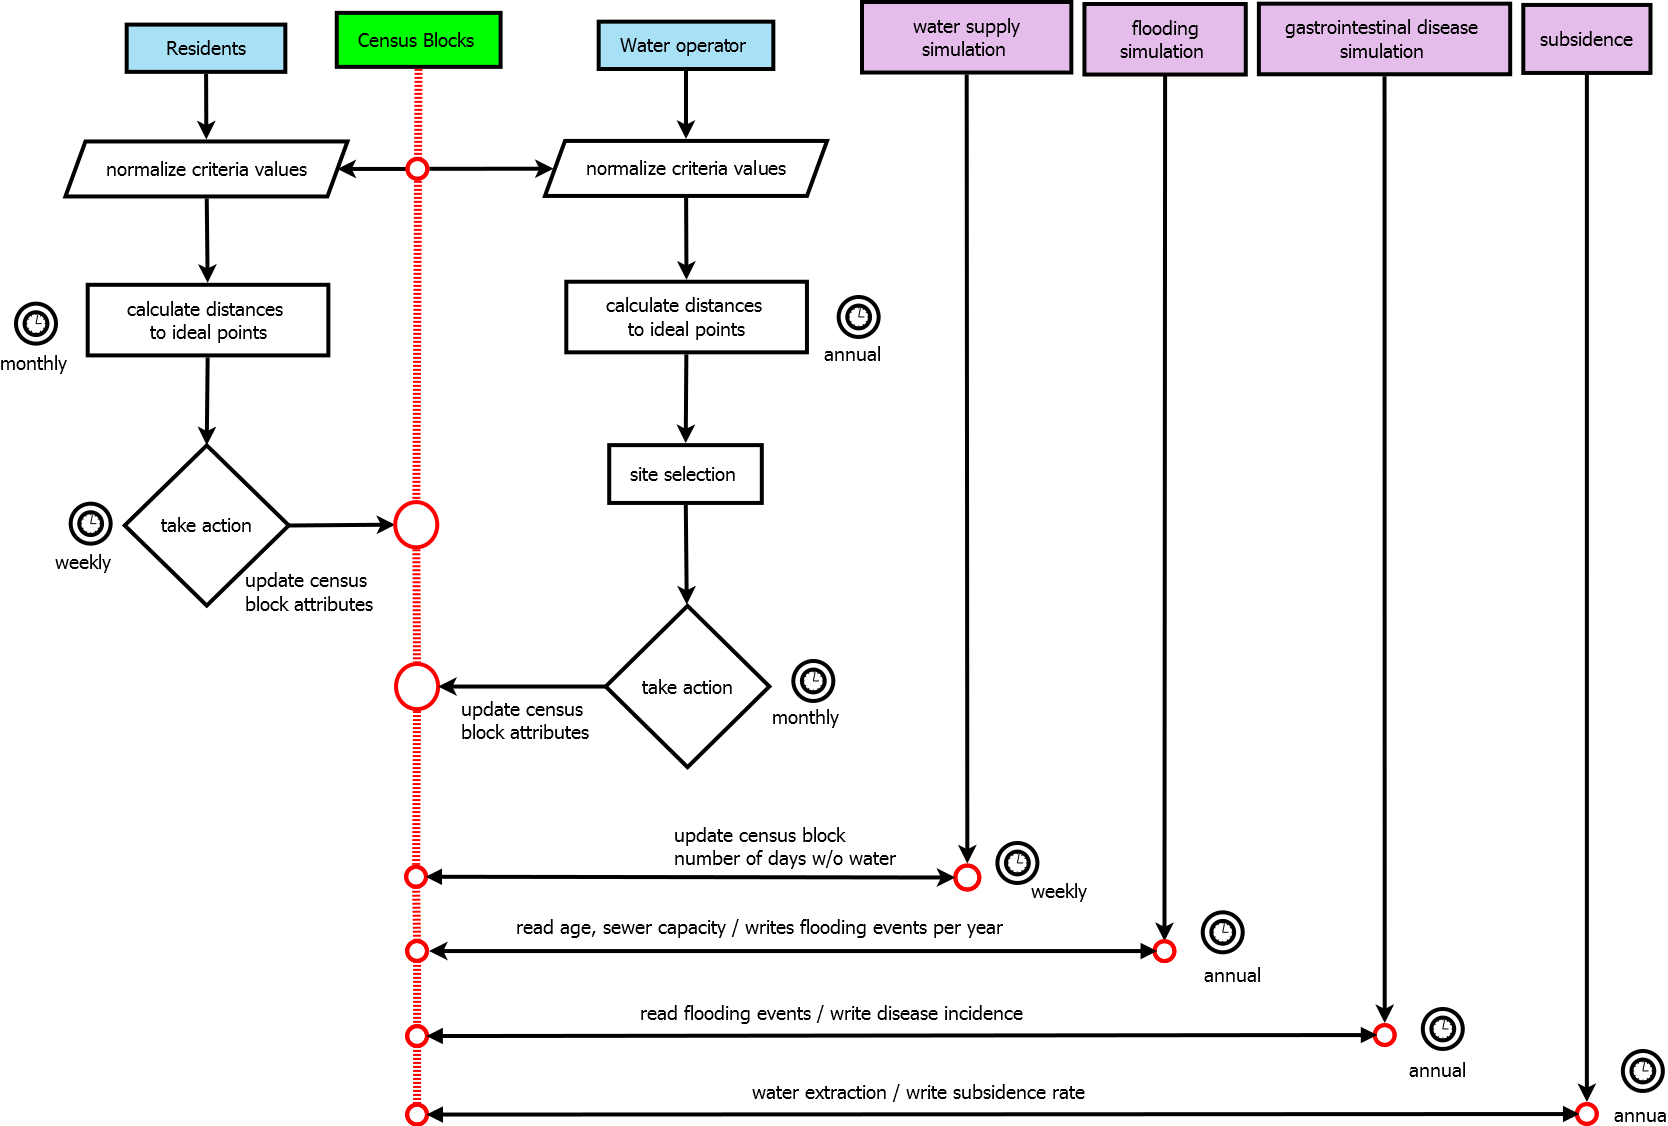 Residents
Census Blocks
Water operator
water supply
simulation
flooding
simulation
gastrointestinal disease
simulation
subsidence
normalize criteria values
normalize criteria values
calculate distances
to ideal points
monthly
calculate distances
to ideal points
annual
site selection
take action
weekly
update census
block attributes
take action
monthly
update census
block attributes
update census block
number of days w/o water
weekly
read age, sewer capacity / writes flooding events per year
annual
read flooding events / write disease incidence
annual
water extraction / write subsidence rate
annua